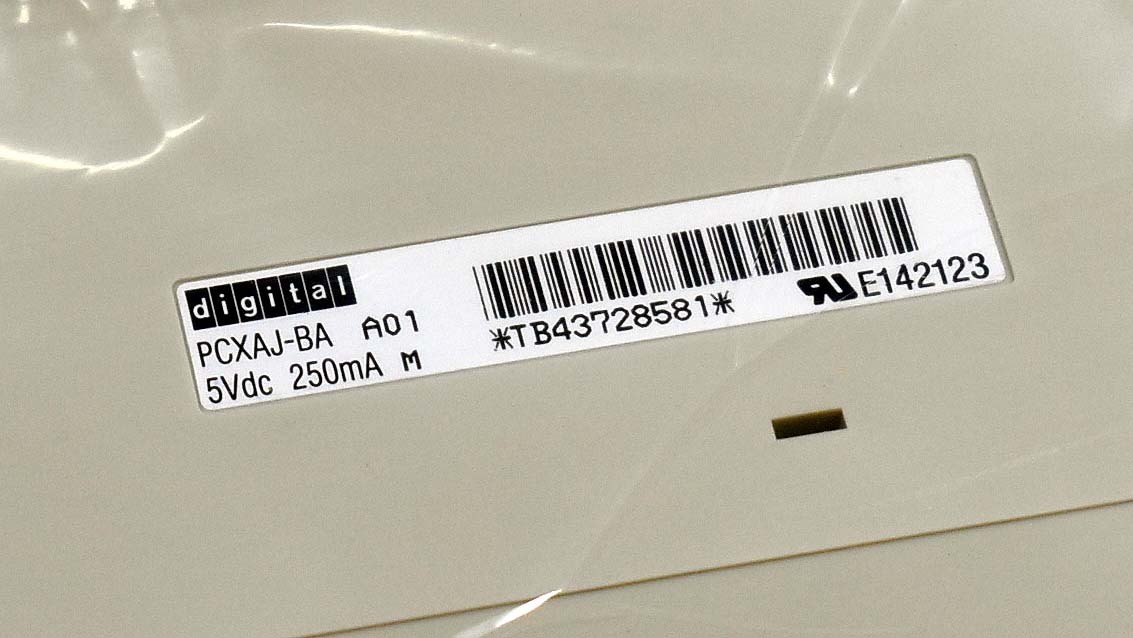 digital
PCXAJ-BA A01
5Vdc 250mA M
*TB43728581*
E142123